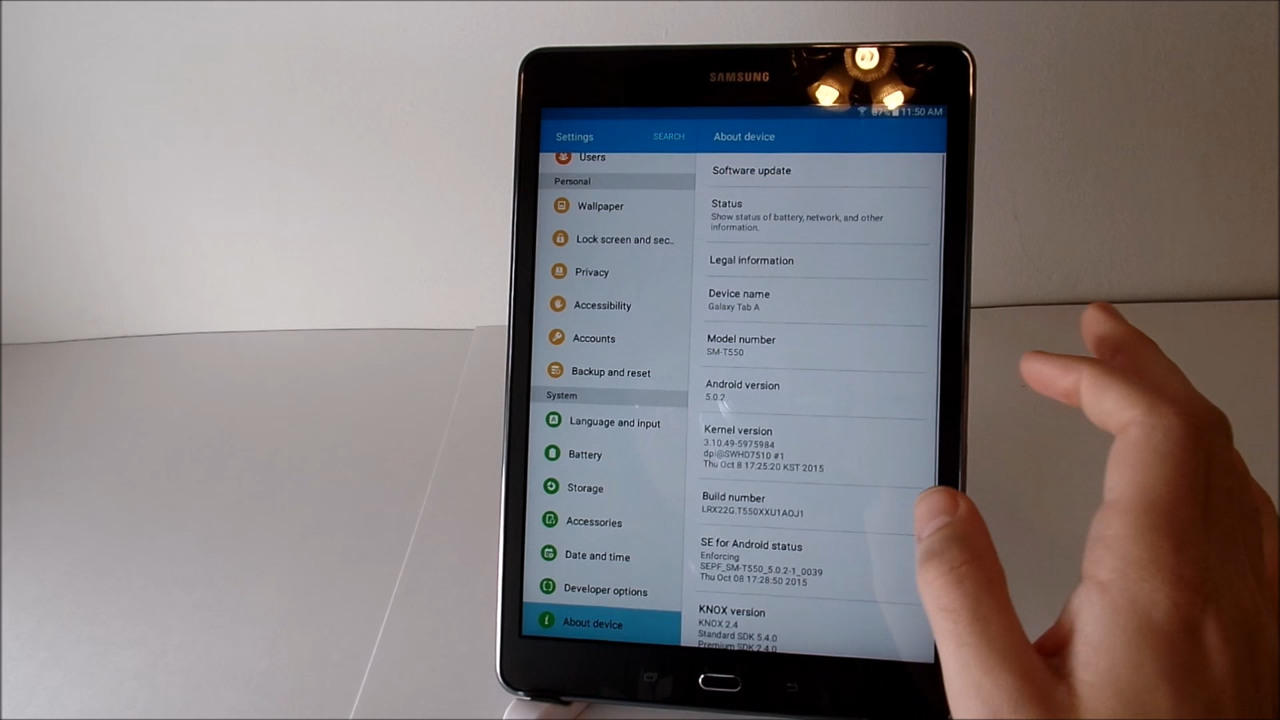 SAMSUNG
87% 11:50 AM
Settings
SEARCH
About device
Users
Personal
Wallpaper
Lock screen and sec..
Privacy
Accessibility
Accounts
Backup and reset
System
Language and input
Battery
Storage
Accessories
Date and time
Developer options
About device
Software update
Status
Show status of battery, network, and other
information.
Legal information
Device name
Galaxy Tab A
Model number
SM-T550
Android version
5.0.2
Kernel version
3.10.49-5975984
dpi@SWHD7510 #1
Thu Oct 8 17:25:20 KST 2015
Build number
LRX22G.T550XXU1AOJ1
SE for Android status
Enforcing
SEPF_SM-T550_5.0.2-1_0039
Thu Oct 08 17:28:50 2015
KNOX version
KNOX 2.4
Standard SDK 5.4.0
Premium SDK 2.4.0